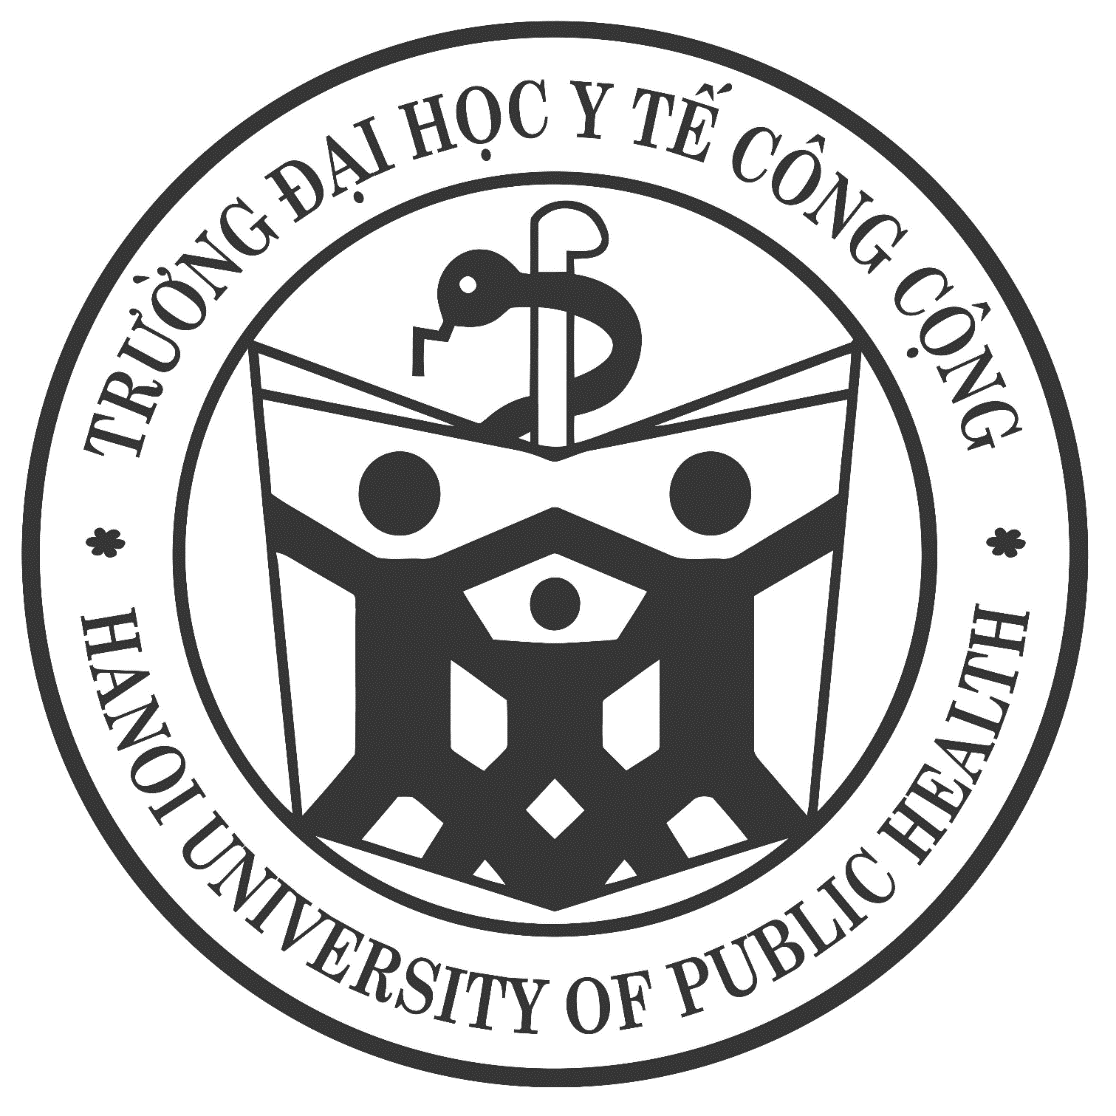 TRƯỜNG ĐẠI HỌC Y TẾ CÔNG CỘNG
HANOI UNIVERSITY OF PUBLIC HEALTH